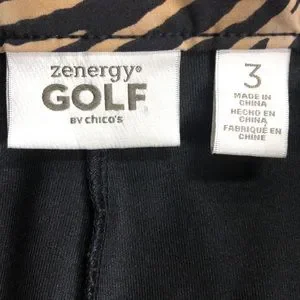 zenergy®
GOLF
BY chico's
3
MADE IN
CHINA
HECHO EN
CHINA
FABRIQUÉ EN
CHINE